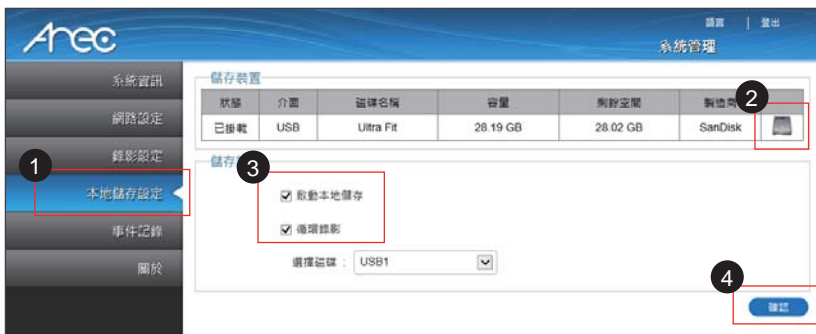 Arec
語言 | 登出
系統管理
系統資訊
網路設定
錄影設定
本地儲存設定
事件記錄
關於
儲存裝置
狀態 介面 磁碟名稱 容量 剩餘空間 製造商
已掛載 USB Ultra Fit 28.19 GB 28.02 GB SanDisk
儲存
啟動本地儲存
循環錄影
選擇磁碟 : USB1
確認
1
2
3
4